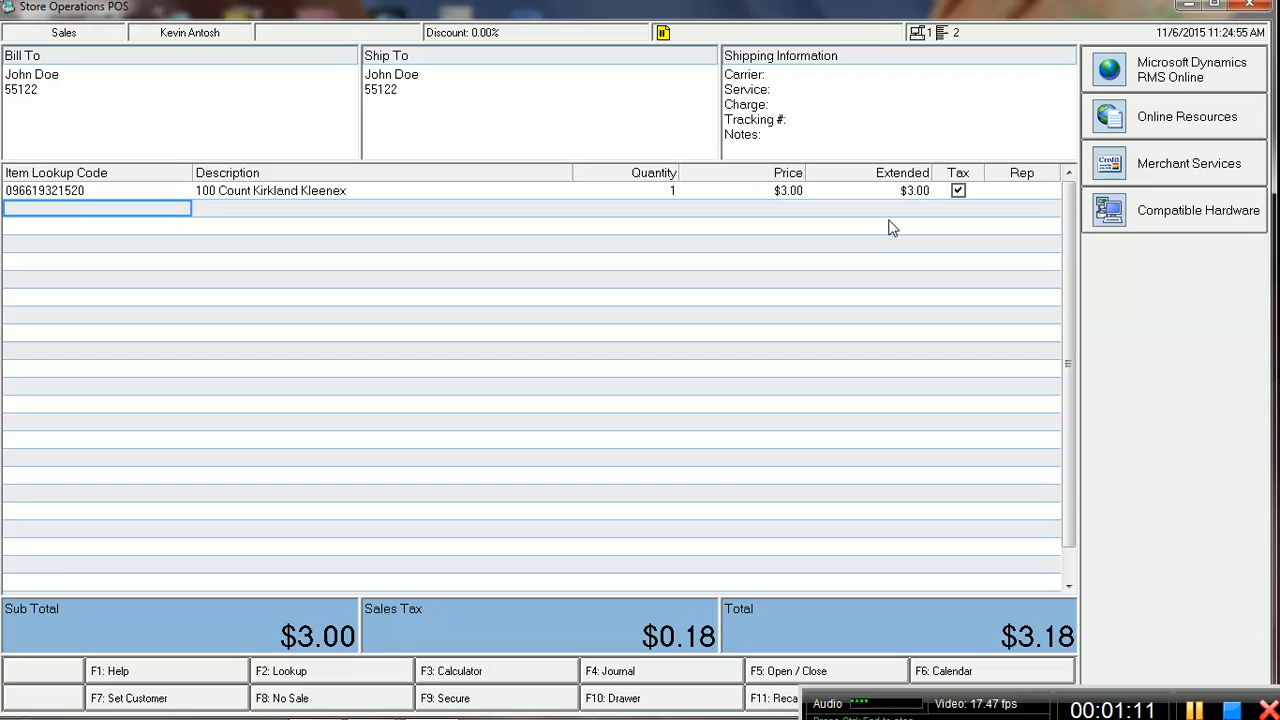 Store Operations POS
Sales Kevin Antosh Discount: 0.00% 1 2 11/6/2015 11:24:55 AM
Bill To
John Doe
55122
Ship To
John Doe
55122
Shipping Information
Carrier:
Service:
Charge:
Tracking #:
Notes:
Microsoft Dynamics
RMS Online
Online Resources
Merchant Services
Compatible Hardware
Item Lookup Code Description Quantity Price Extended Tax Rep
096619321520 100 Count Kirkland Kleenex 1 $3.00 $3.00
Sub Total
$3.00
Sales Tax
$0.18
Total
$3.18
F1: Help F2: Lookup F3: Calculator F4: Journal F5: Open / Close F6: Calendar
F7: Set Customer F8: No Sale F9: Secure F10: Drawer F11: Reca
Audio Video: 17.47 fps 00:01:11